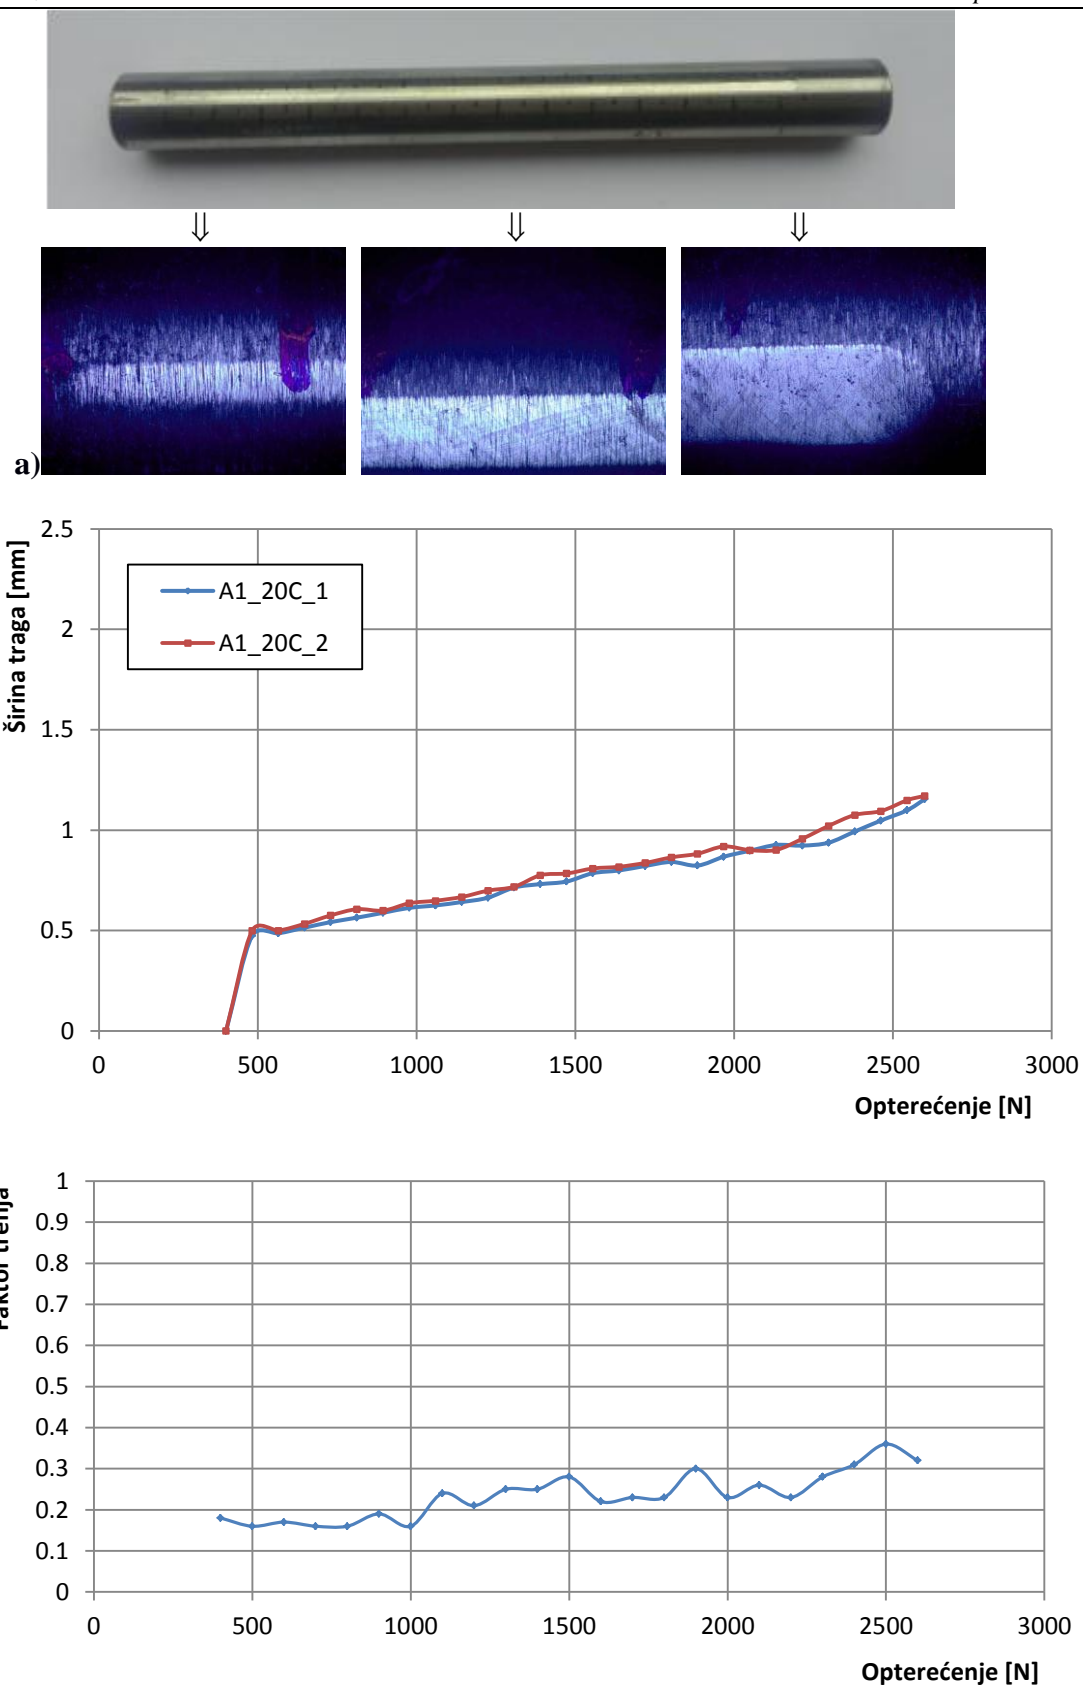 ⇓ ⇓ ⇓
a)
2.5
2
1.5
1
0.5
0
Širina traga [mm]
A1_20C_1
A1_20C_2
0 500 1000 1500 2000 2500 3000
Opterećenje [N]
1
0.9
0.8
0.7
0.6
0.5
0.4
0.3
0.2
0.1
0
Faktor trenja
0 500 1000 1500 2000 2500 3000
Opterećenje [N]